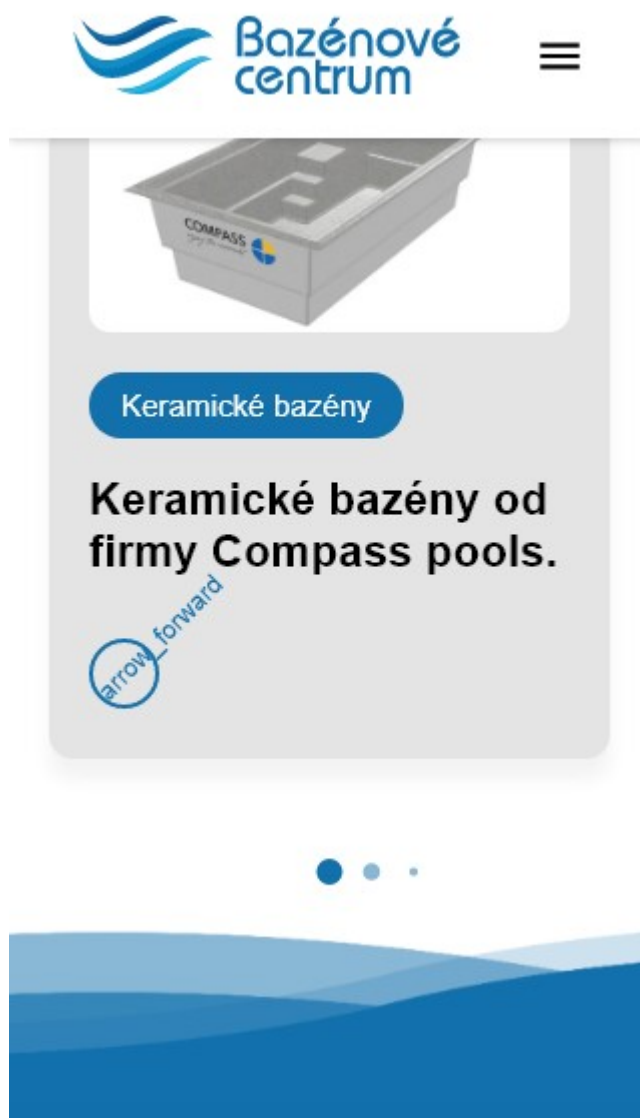 Bazénové
centrum
COMPASS
Keramické bazény
Keramické bazény od
firmy Compass pools.
arrow_forward